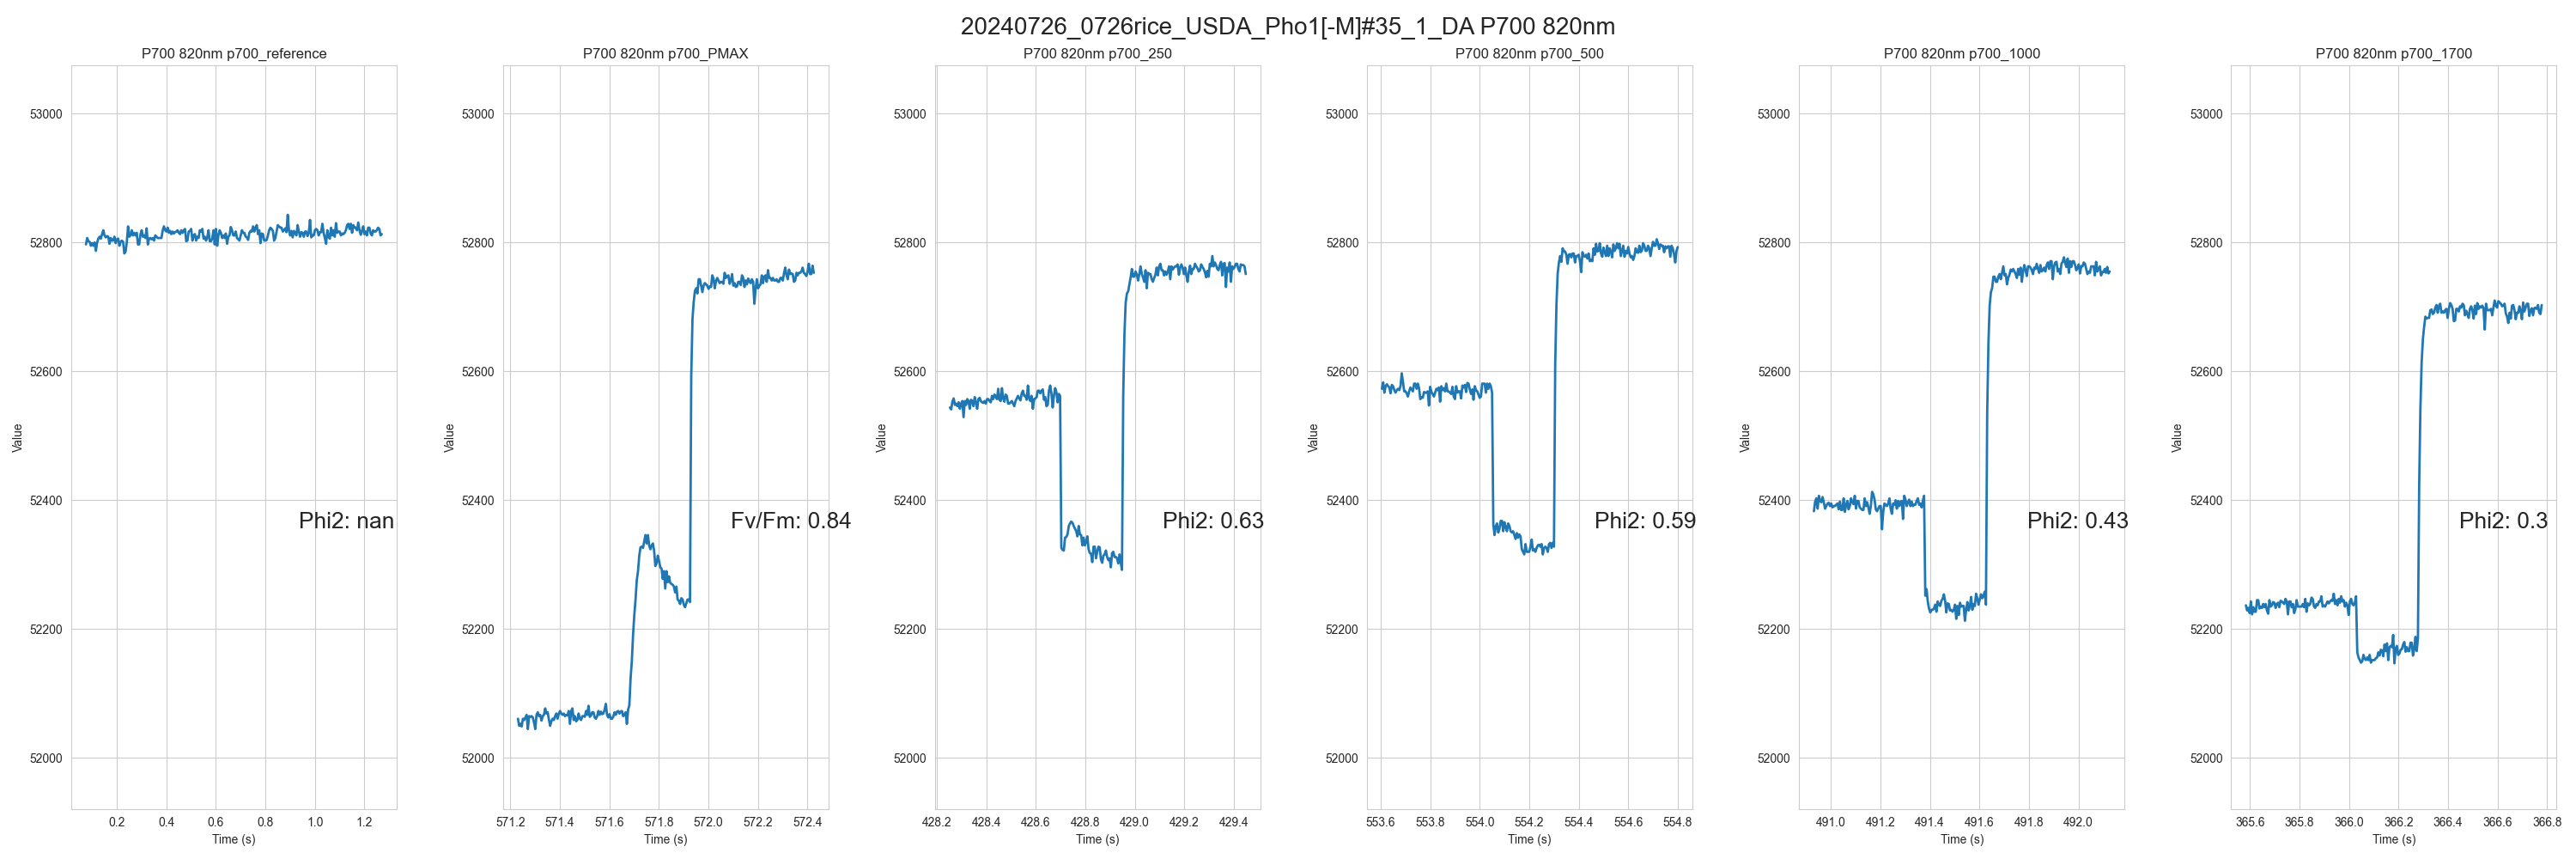 20240726_0726rice_USDA_Pho1[-M]#35_1_DA P700 820nm
P700 820nm p700_reference
53000
52800
52600
52400
52200
52000
Value
Phi2: nan
0.2 0.4 0.6 0.8 1.0 1.2
Time (s)
P700 820nm p700_PMAX
53000
52800
52600
52400
52200
52000
Value
Fv/Fm: 0.84
571.2 571.4 571.6 571.8 572.0 572.2 572.4
Time (s)
P700 820nm p700_250
53000
52800
52600
52400
52200
52000
Value
Phi2: 0.63
428.2 428.4 428.6 428.8 429.0 429.2 429.4
Time (s)
P700 820nm p700_500
53000
52800
52600
52400
52200
52000
Value
Phi2: 0.59
553.6 553.8 554.0 554.2 554.4 554.6 554.8
Time (s)
P700 820nm p700_1000
53000
52800
52600
52400
52200
52000
Value
Phi2: 0.43
491.0 491.2 491.4 491.6 491.8 492.0
Time (s)
P700 820nm p700_1700
53000
52800
52600
52400
52200
52000
Value
Phi2: 0.3
365.6 365.8 366.0 366.2 366.4 366.6 366.8
Time (s)